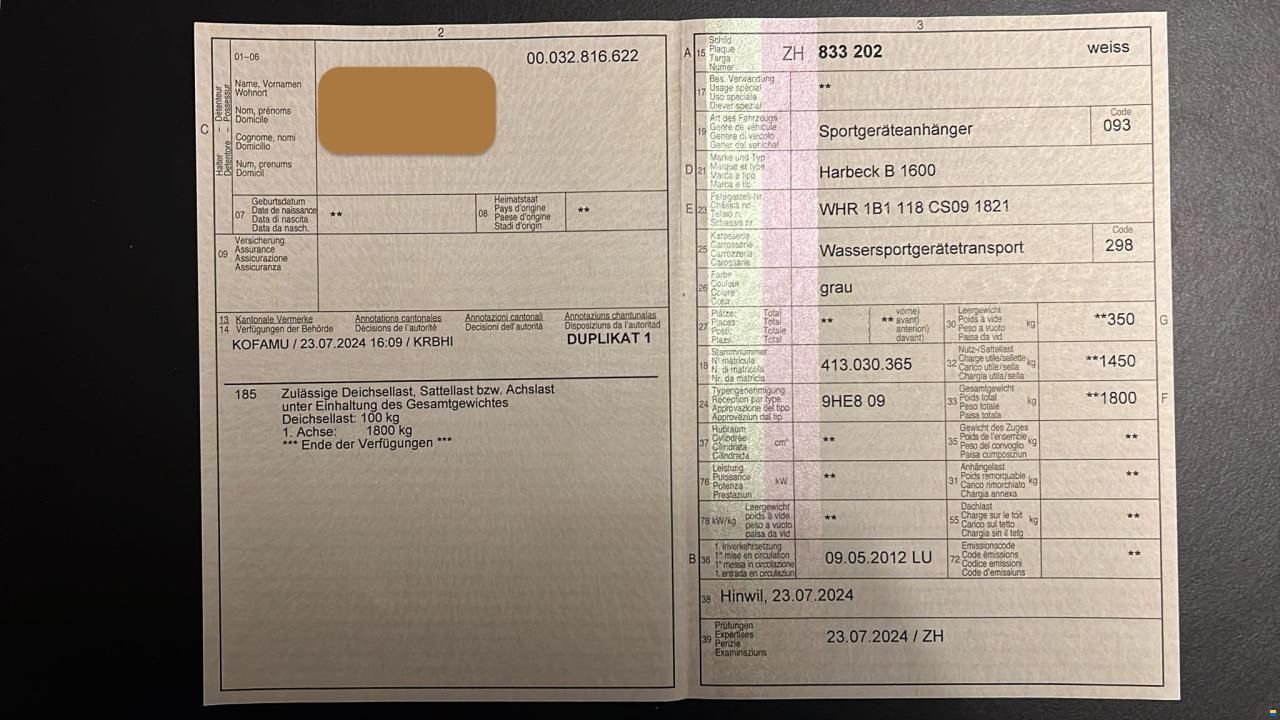 2
01–06
00.032.816.622
C
Halter – Détenteur
Detentore – Possessur
Name, Vornamen
Wohnort
Nom, prénoms
Domicile
Cognome, nomi
Domicilio
Num, prenums
Domicil
07
Geburtsdatum
Date de naissance
Data di nascita
Data da nasch.
**
08
Heimatstaat
Pays d'origine
Paese d'origine
Stadi d'origin
**
09
Versicherung
Assurance
Assicurazione
Assicuranza
13 Kantonale Vermerke Annotations cantonales Annotazioni cantonali Annotaziuns chantunalas
14 Verfügungen der Behörde Décisions de l'autorité Decisioni dell'autorità Disposiziuns da l'autoritad
KOFAMU / 23.07.2024 16:09 / KRBHI DUPLIKAT 1
185 Zulässige Deichsellast, Sattellast bzw. Achslast
unter Einhaltung des Gesamtgewichtes
Deichsellast: 100 kg
1. Achse: 1800 kg
*** Ende der Verfügungen ***
3
A 15
Schild
Plaque
Targa
Numer
ZH 833 202 weiss
17
Bes. Verwendung
Usage spécial
Uso speciale
Diever spezial
**
19
Art des Fahrzeugs
Genre de véhicule
Genere di veicolo
Gener dal vehichel
Sportgeräteanhänger
Code
093
D 21
Marke und Typ
Marque et type
Marca e tipo
Marca e tip
Harbeck B 1600
E 23
Fahrgestell-Nr.
Châssis no
Telaio n.
Schassis nr.
WHR 1B1 118 CS09 1821
25
Karosserie
Carrosserie
Carrozzeria
Carossaria
Wassersportgerätetransport
Code
298
26
Farbe
Couleur
Colore
Colur
grau
27
Plätze: Total
Places: Total
Posti: Totale
Plazs: Total
**
( vorne)
( ** avant)
( anterion)
davant)
30
Leergewicht
Poids à vide
Peso a vuoto
Paisa da vid
kg
**350
G
18
Stammnummer
N° matricule
N. di matricola
Nr. da matricla
413.030.365
32
Nutz-/Sattellast
Charge utile/sellette
Carico utile/sella
Chargia utila/sella
kg
**1450
24
Typengenehmigung
Réception par type
Approvazione del tipo
Approvaziun dal tip
9HE8 09
33
Gesamtgewicht
Poids total
Peso totale
Paisa totala
kg
**1800
F
37
Hubraum
Cylindrée
Cilindrata
Cilindrada
cm³
**
35
Gewicht des Zuges
Poids de l'ensemble
Peso del convoglio
Paisa cumposiziun
kg
**
76
Leistung
Puissance
Potenza
Prestaziun
kW
**
31
Anhängelast
Poids remorquable
Carico rimorchiato
Chargia annexa
kg
**
78 kW/kg
Leergewicht
poids à vide
peso a vuoto
paisa da vid
**
55
Dachlast
Charge sur le toit
Carico sul tetto
Chargia sin il tetg
kg
**
B 36
1. Inverkehrsetzung
1re mise en circulation
1a messa in circolazione
1. entrada en circulaziun
09.05.2012 LU
72
Emissionscode
Code émissions
Codice emissioni
Code d'emissiuns
**
38 Hinwil, 23.07.2024
39
Prüfungen
Expertises
Perizie
Examinaziuns
23.07.2024 / ZH